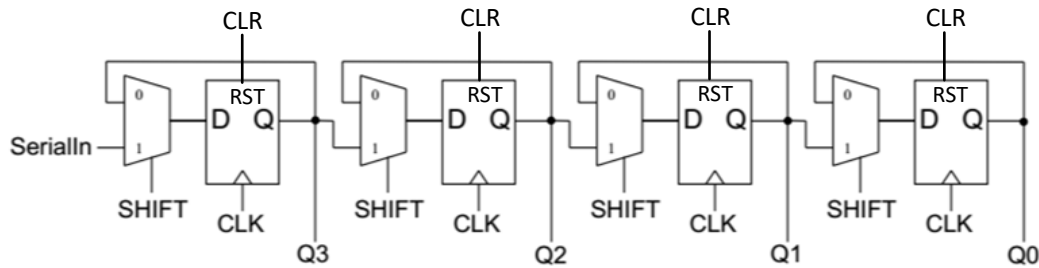 CLR CLR CLR CLR
RST RST RST RST
0 0 0 0
D Q D Q D Q D Q
SerialIn 1 1 1 1
SHIFT SHIFT SHIFT SHIFT
CLK CLK CLK CLK
Q3 Q2 Q1 Q0